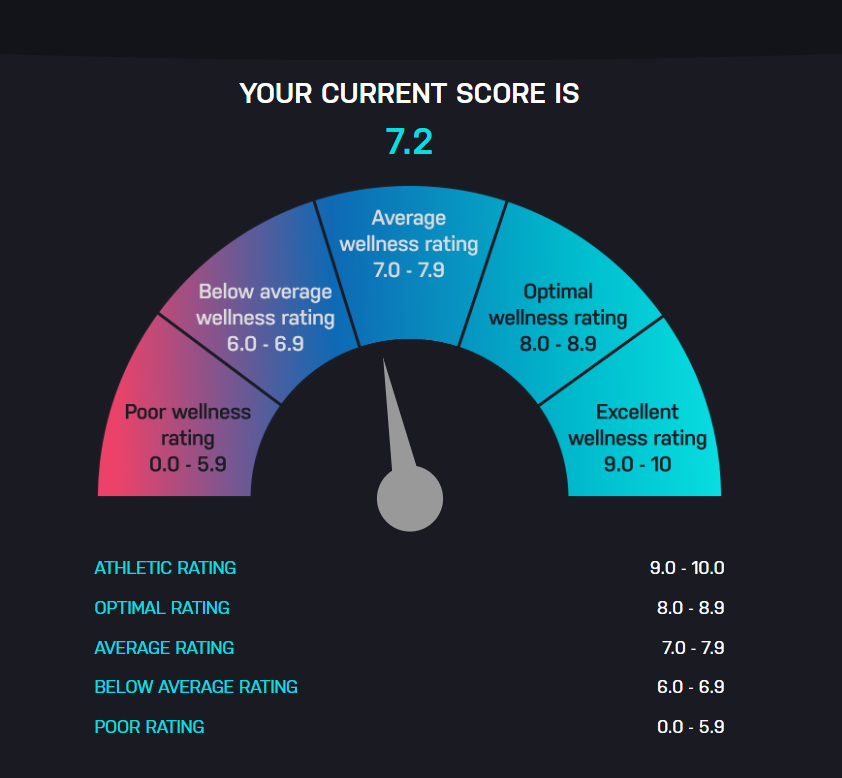 YOUR CURRENT SCORE IS
7.2
Average
wellness rating
7.0 - 7.9
Below average
wellness rating
6.0 - 6.9
Optimal
wellness rating
8.0 - 8.9
Poor wellness
rating
0.0 - 5.9
Excellent
wellness rating
9.0 - 10
ATHLETIC RATING 9.0 - 10.0
OPTIMAL RATING 8.0 - 8.9
AVERAGE RATING 7.0 - 7.9
BELOW AVERAGE RATING 6.0 - 6.9
POOR RATING 0.0 - 5.9